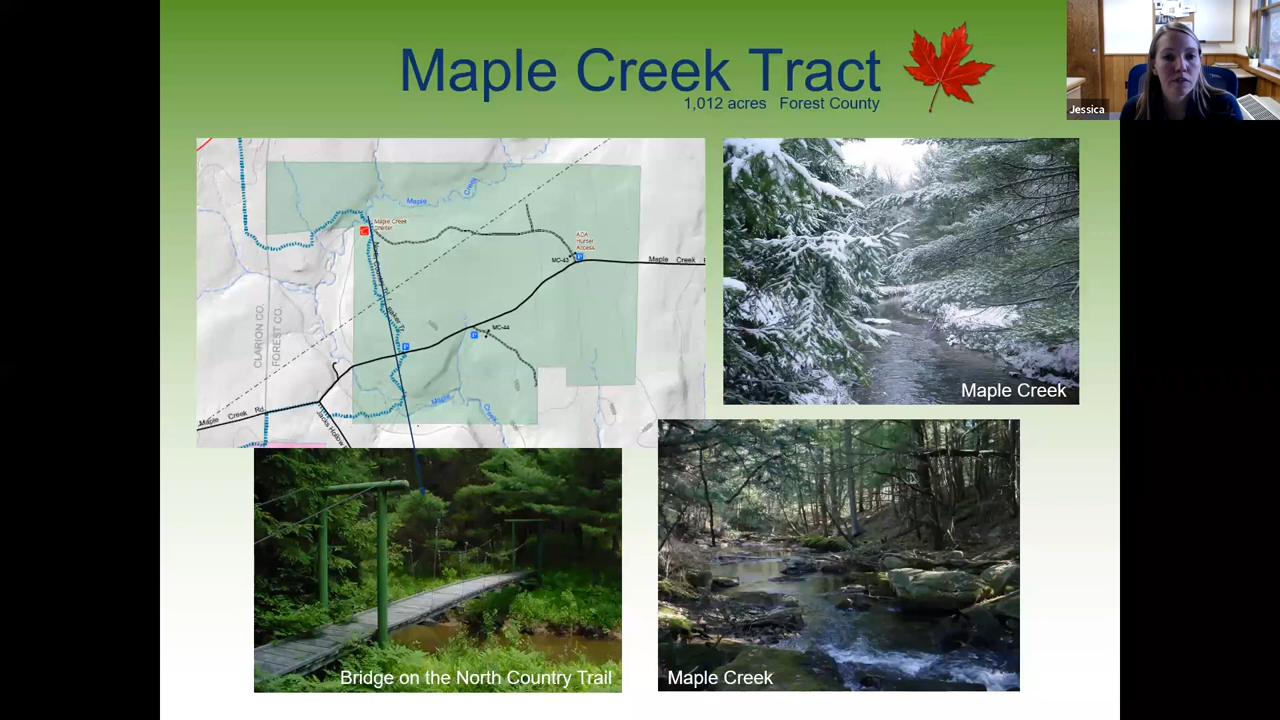 Maple Creek Tract
1,012 acres Forest County
Jessica
Maple
Creek
Maple Creek
Shelter
ADA
Hunter
Access
MC-43
Maple Creek
MC-44
CLARION CO.
FOREST CO.
Baker Tr.
Maple Creek Rd
Maple
Creek
Maple Creek
Bridge on the North Country Trail
Maple Creek